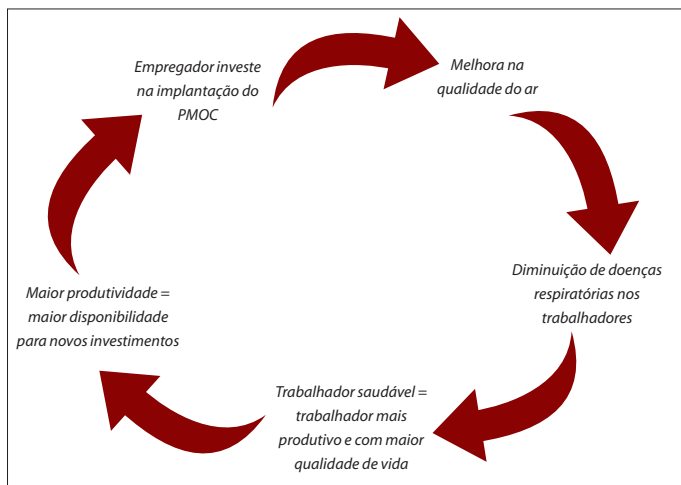 Empregador investe
na implantação do
PMOC
Melhora na
qualidade do ar
Diminuição de doenças
respiratórias nos
trabalhadores
Trabalhador saudável =
trabalhador mais
produtivo e com maior
qualidade de vida
Maior produtividade =
maior disponibilidade
para novos investimentos